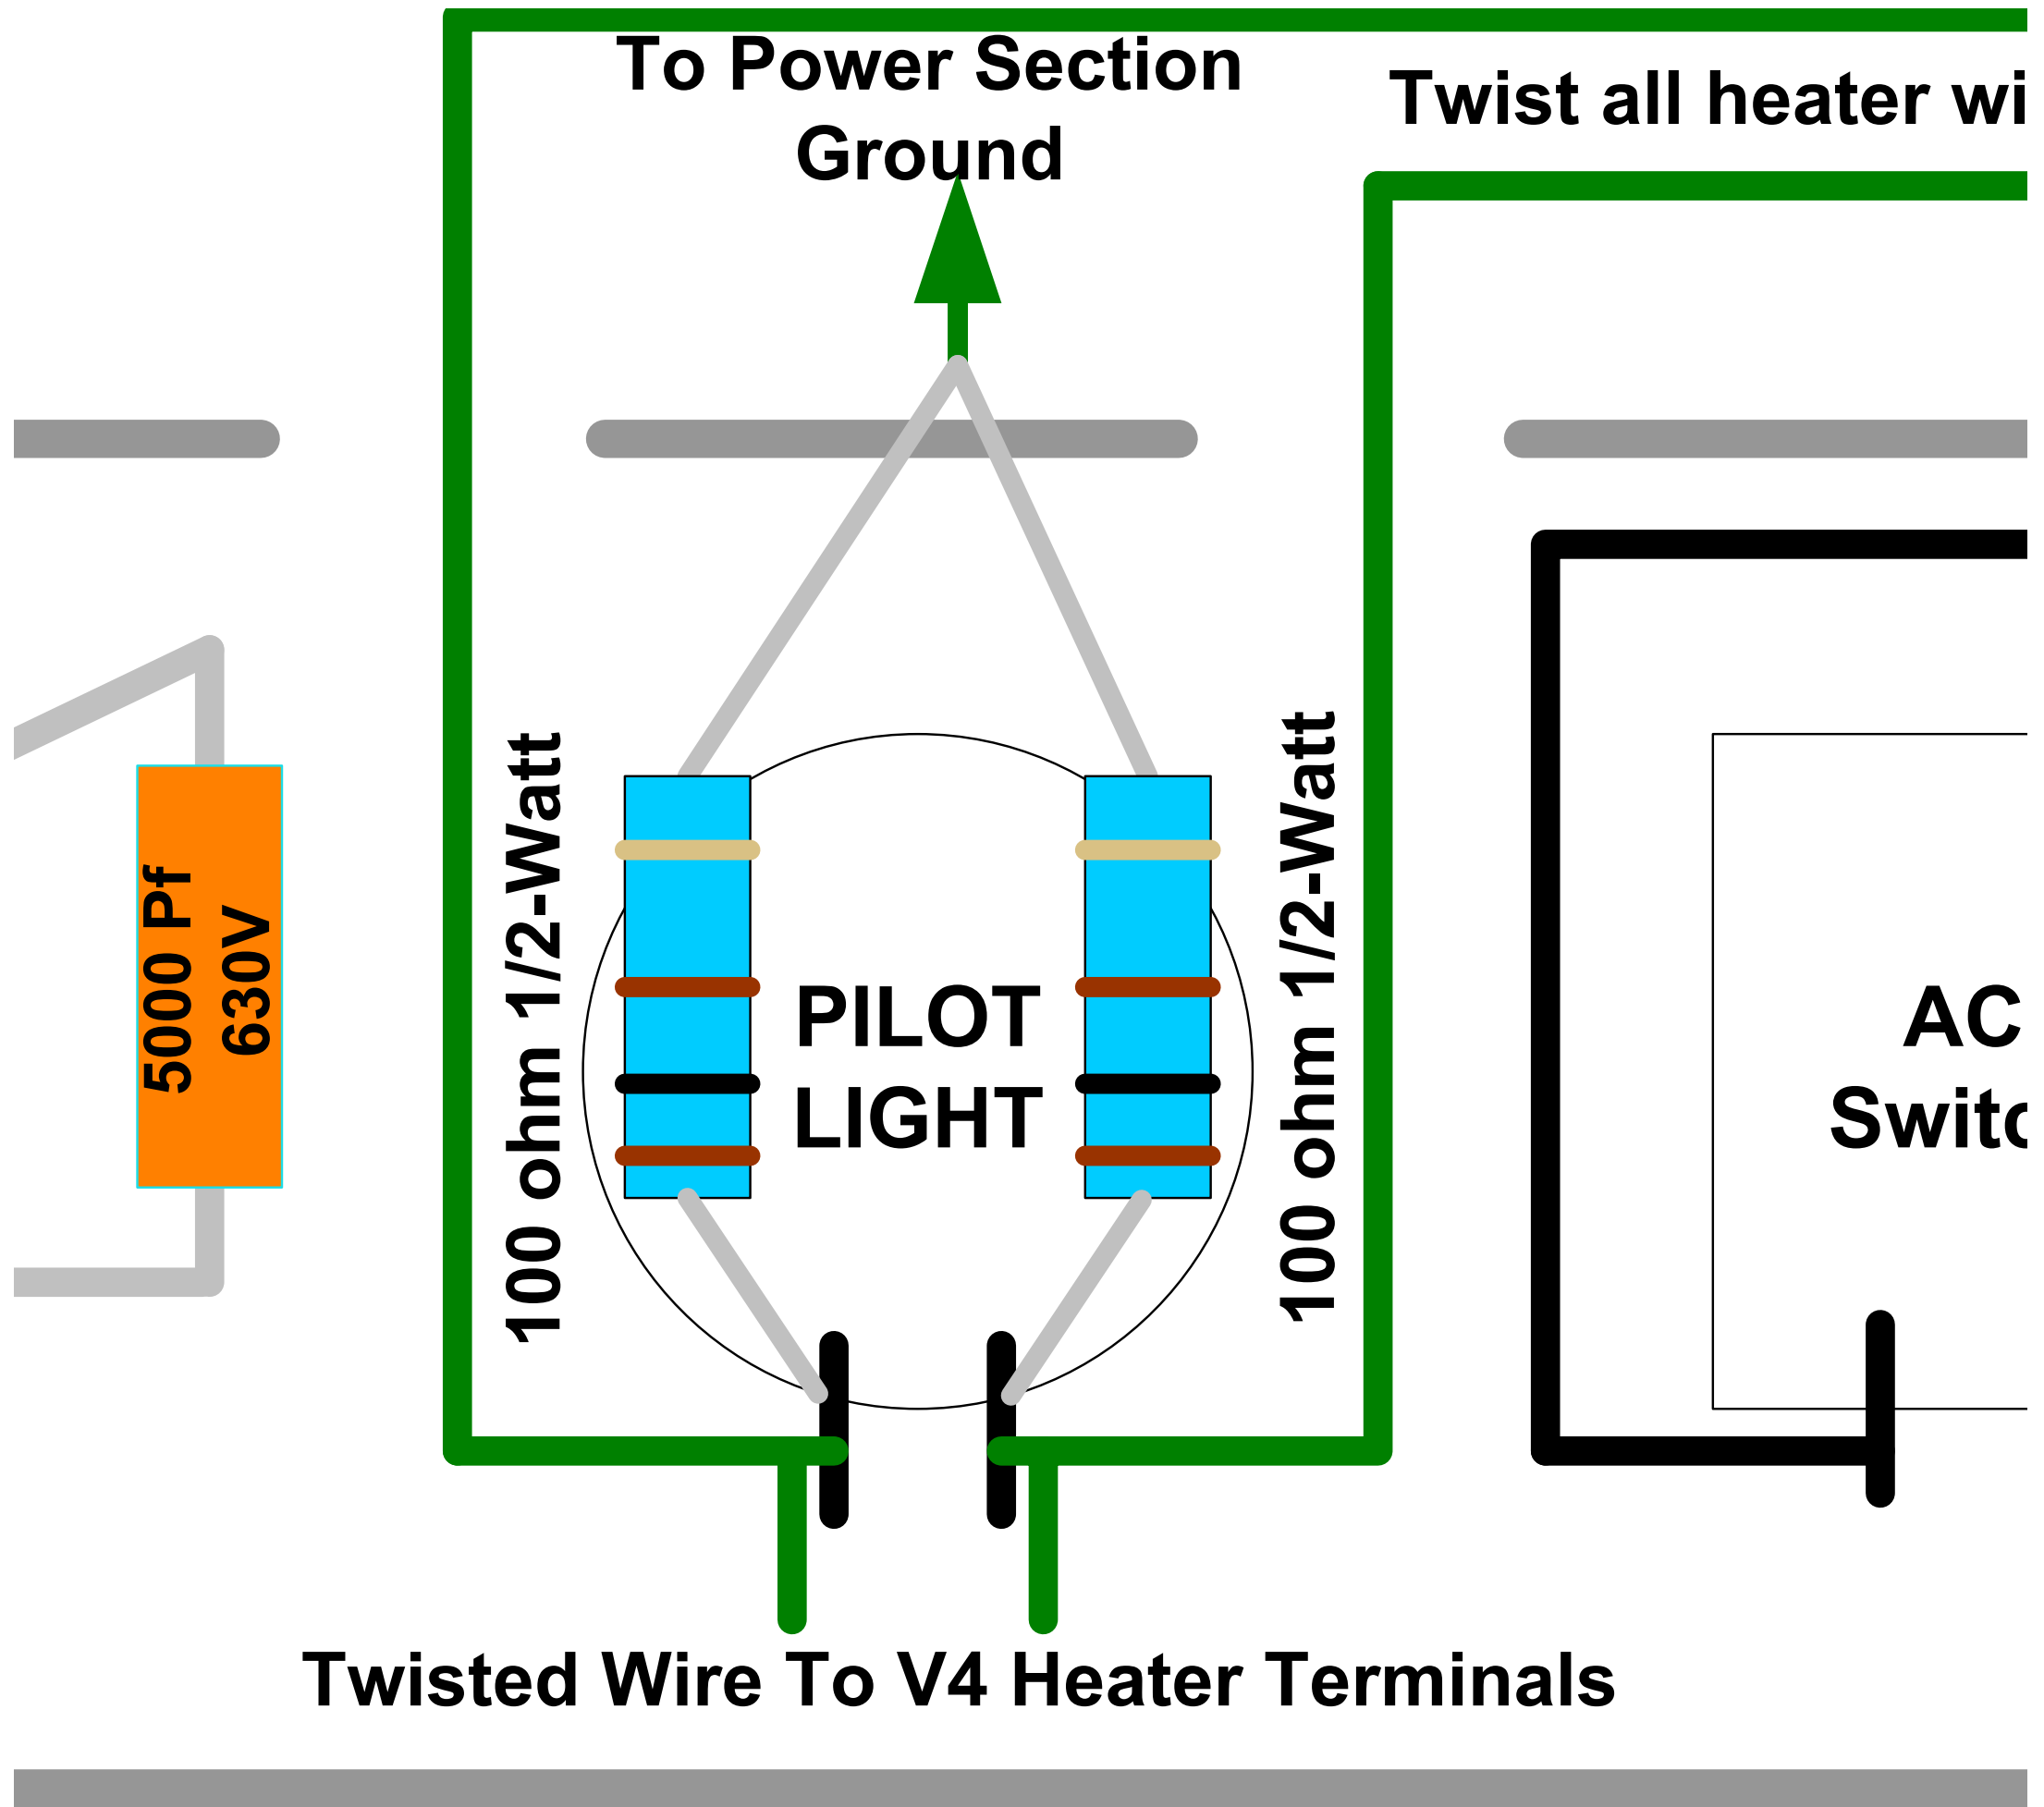 To Power Section
Ground
Twist all heater wi
100 ohm 1/2-Watt
100 ohm 1/2-Watt
5000 Pf
630V
PILOT
LIGHT
AC
Switc
Twisted Wire To V4 Heater Terminals